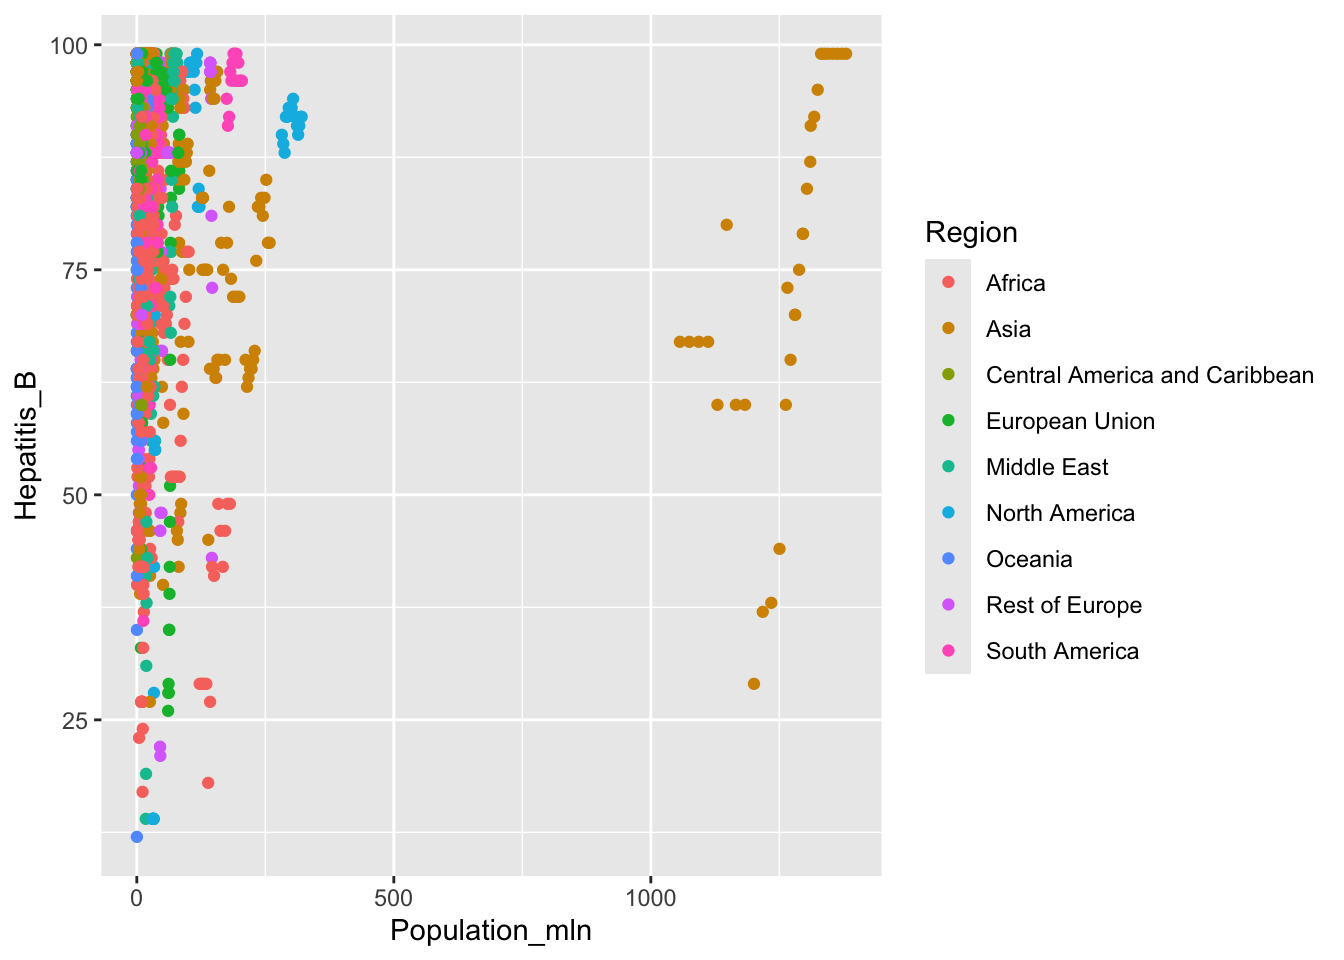 100
75
50
25
Hepatitis_B
0
500
1000
Population_mln
Region
Africa
Asia
Central America and Caribbean
European Union
Middle East
North America
Oceania
Rest of Europe
South America